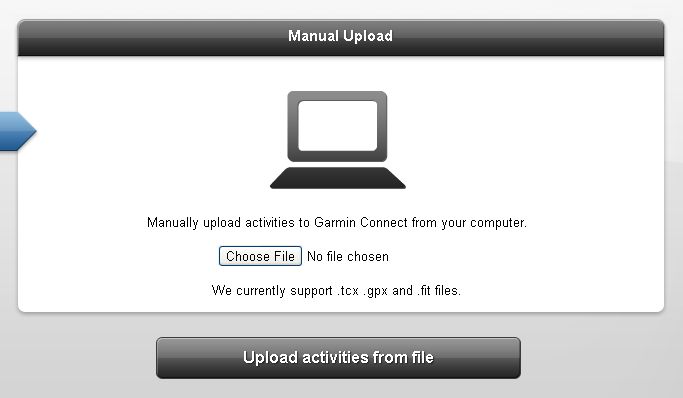 Manual Upload
Manually upload activities to Garmin Connect from your computer.
Choose File No file chosen
We currently support .tcx .gpx and .fit files.
Upload activities from file